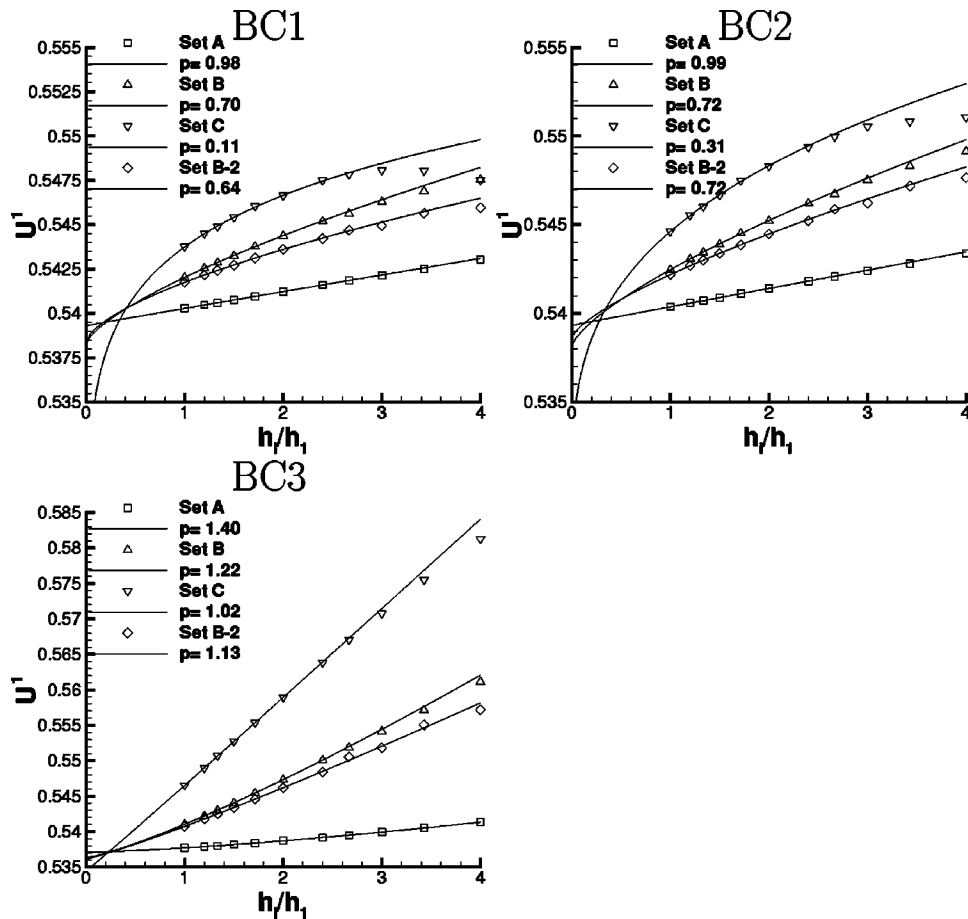 BC1
Set A
p= 0.98
Set B
p= 0.70
Set C
p= 0.11
Set B-2
p= 0.64
0.555
0.5525
0.55
0.5475
0.545
0.5425
0.54
0.5375
0.535
U¹
0
1
2
3
4
hᵢ/h₁
BC2
Set A
p= 0.99
Set B
p=0.72
Set C
p= 0.31
Set B-2
p= 0.72
0.555
0.55
0.545
0.54
0.535
U¹
0
1
2
3
4
hᵢ/h₁
BC3
Set A
p= 1.40
Set B
p= 1.22
Set C
p= 1.02
Set B-2
p= 1.13
0.585
0.58
0.575
0.57
0.565
0.56
0.555
0.55
0.545
0.54
0.535
U¹
0
1
2
3
4
hᵢ/h₁